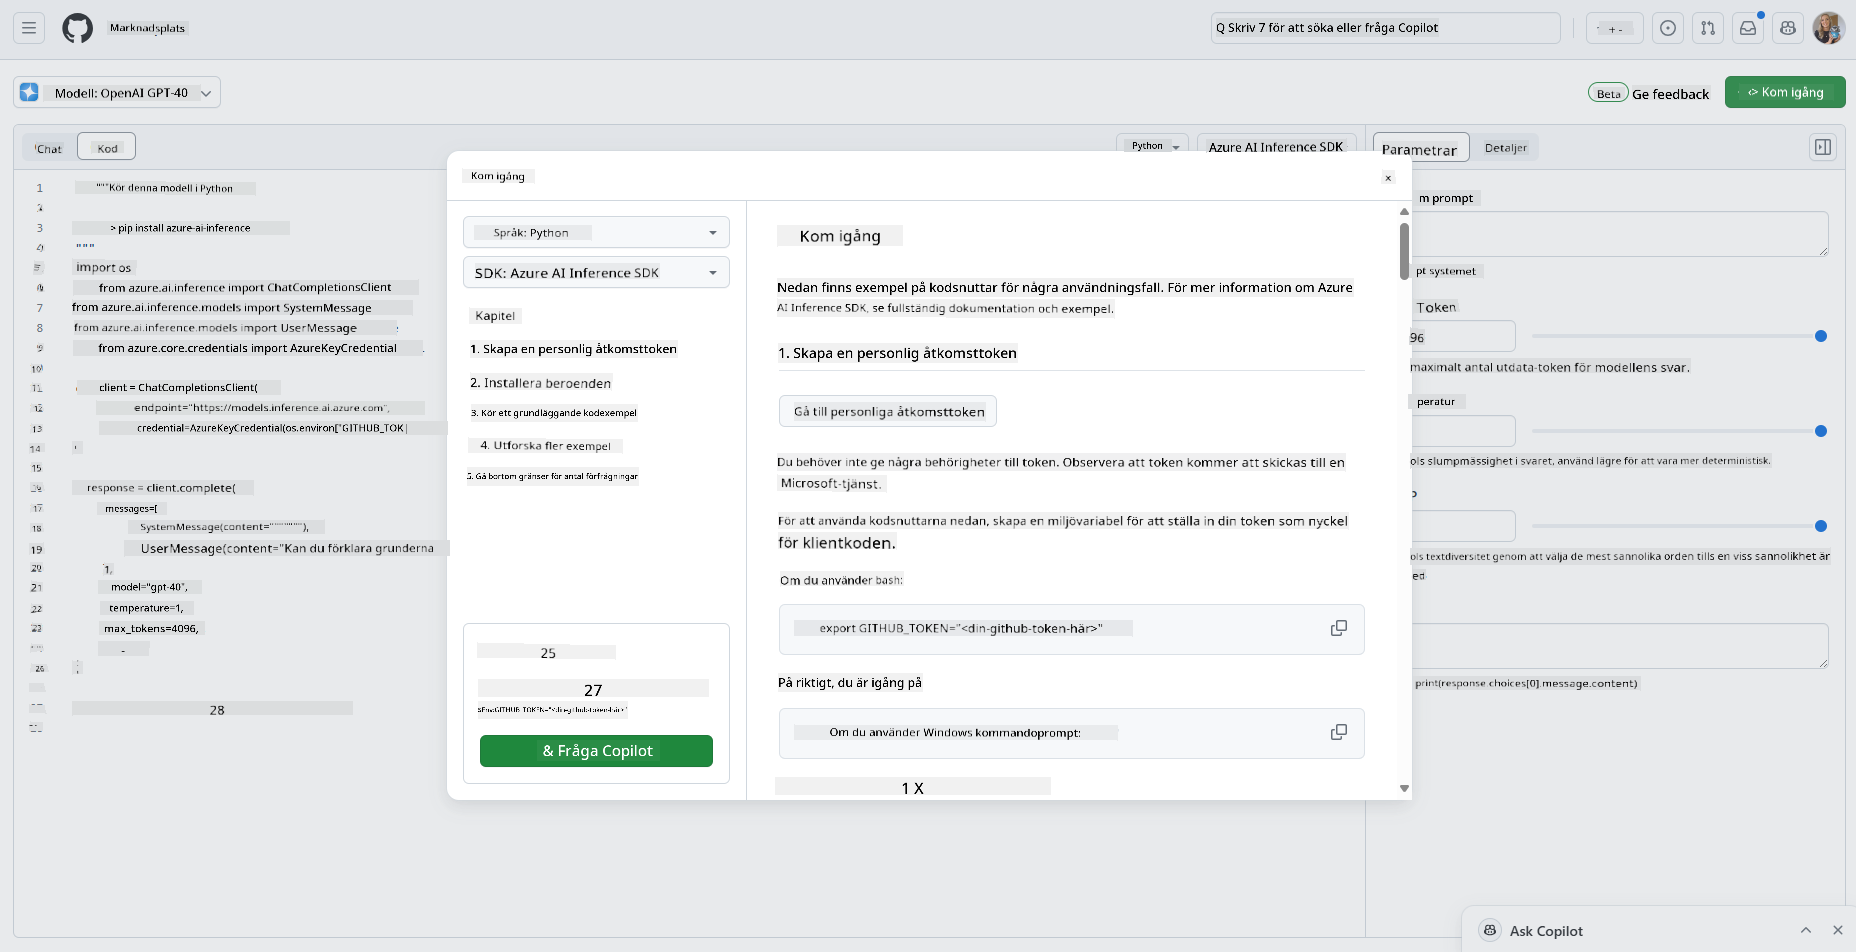 Marknadsplats
Q Skriv 7 för att söka eller fråga Copilot
+ -
Modell: OpenAI GPT-40
Beta
Ge feedback
<> Kom igång
Chat
Kod
Python
Azure AI Inference SDK
Parametrar
Detaljer
1 """Kör denna modell i Python
2
3 > pip install azure-ai-inference
4 """
import os
from azure.ai.inference import ChatCompletionsClient
7 from azure.ai.inference.models import SystemMessage
8 from azure.ai.inference.models import UserMessage
9 from azure.core.credentials import AzureKeyCredential
10
11 client = ChatCompletionsClient(
12 endpoint="https://models.inference.ai.azure.com",
13 credential=AzureKeyCredential(os.environ["GITHUB_TOK
14
15
16 response = client.complete(
17 messages=[
18 SystemMessage(content=""""""),
19 UserMessage(content="Kan du förklara grunderna
20 ],
21 model="gpt-40",
22 temperature=1,
23 max_tokens=4096,
26
28
Kom igång
x
Språk: Python
SDK: Azure AI Inference SDK
Kapitel
1. Skapa en personlig åtkomsttoken
2. Installera beroenden
3. Kör ett grundläggande kodexempel
4. Utforska fler exempel
5. Gå bortom gränser för antal förfrågningar
25
27
$Env:GITHUB_TOKEN="<din-github-token-här>"
& Fråga Copilot
Kom igång
Nedan finns exempel på kodsnuttar för några användningsfall. För mer information om Azure
AI Inference SDK, se fullständig dokumentation och exempel.
1. Skapa en personlig åtkomsttoken
Gå till personliga åtkomsttoken
Du behöver inte ge några behörigheter till token. Observera att token kommer att skickas till en
Microsoft-tjänst.
För att använda kodsnuttarna nedan, skapa en miljövariabel för att ställa in din token som nyckel
för klientkoden.
Om du använder bash:
export GITHUB_TOKEN="<din-github-token-här>"
På riktigt, du är igång på
Om du använder Windows kommandoprompt:
1 X
m prompt
pt systemet
Token
96
maximalt antal utdata-token för modellens svar.
peratur
ols slumpmässighet i svaret, använd lägre för att vara mer deterministisk.
ols textdiversitet genom att välja de mest sannolika orden tills en viss sannolikhet är
ed
print(response.choices[0].message.content)
Ask Copilot